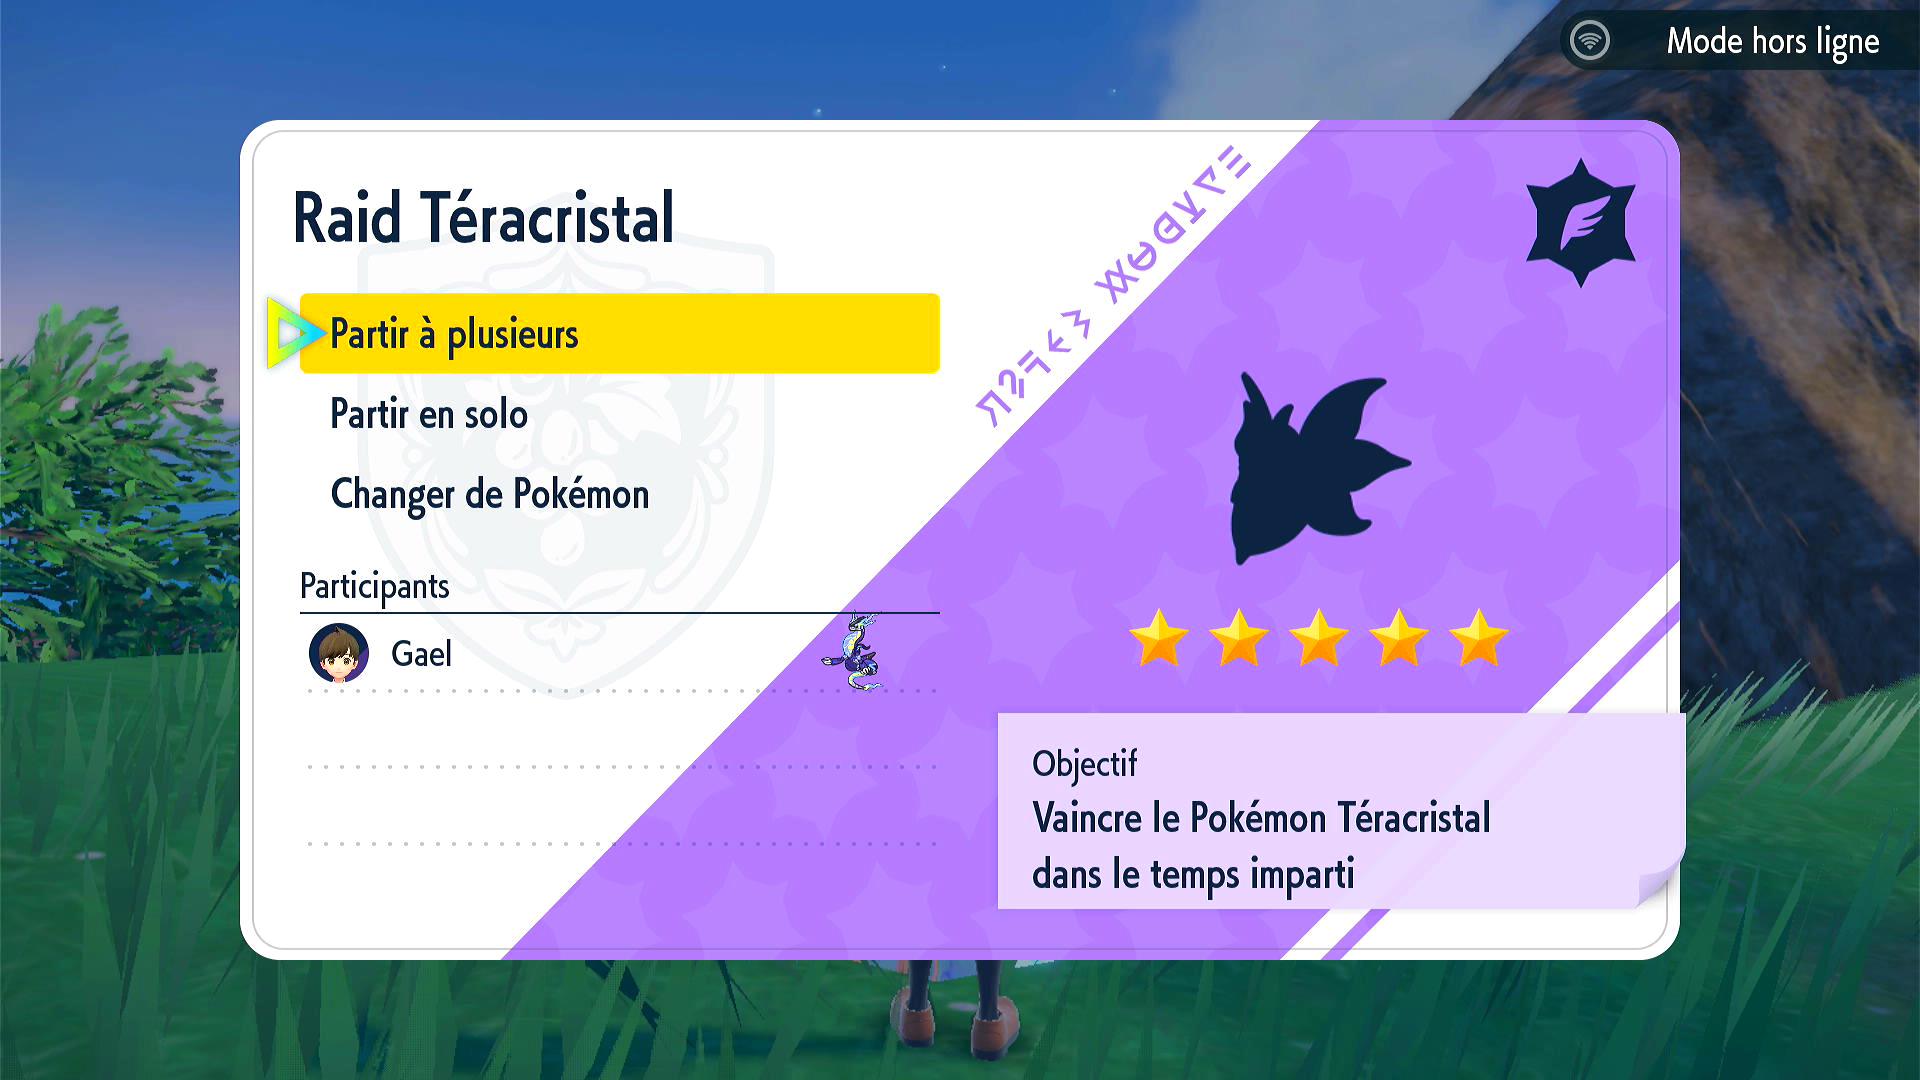 Mode hors ligne
Raid Téracristal
Partir à plusieurs
Partir en solo
Changer de Pokémon
Participants
Gael
Objectif
Vaincre le Pokémon Téracristal
dans le temps imparti